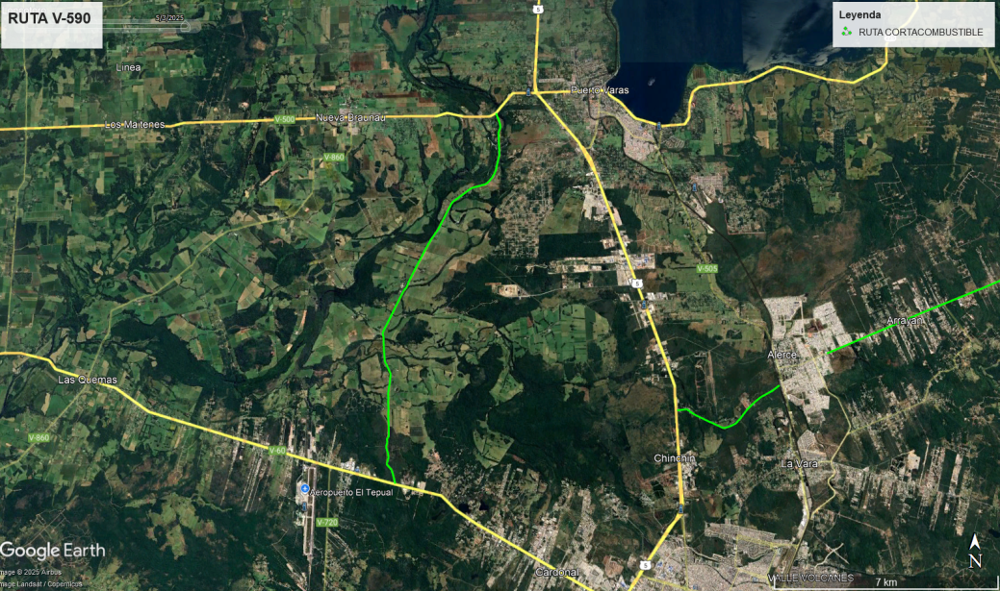 RUTA V-590
5/3/2025
Leyenda
RUTA CORTACOMBUSTIBLE
5
Linea
Puerto Varas
Los Maitenes
V-500
Nueva Braunau
V-860
V-505
5
Arrayan
Alerce
Las Quemas
V-860
V-60
Chinchin
La Vara
Aeropuerto El Tepual
V-720
Google Earth
mage © 2025 Airbus
mage Landsat / Copernicus
5
Cardonal
VALLE VOLCANES
7 km
N